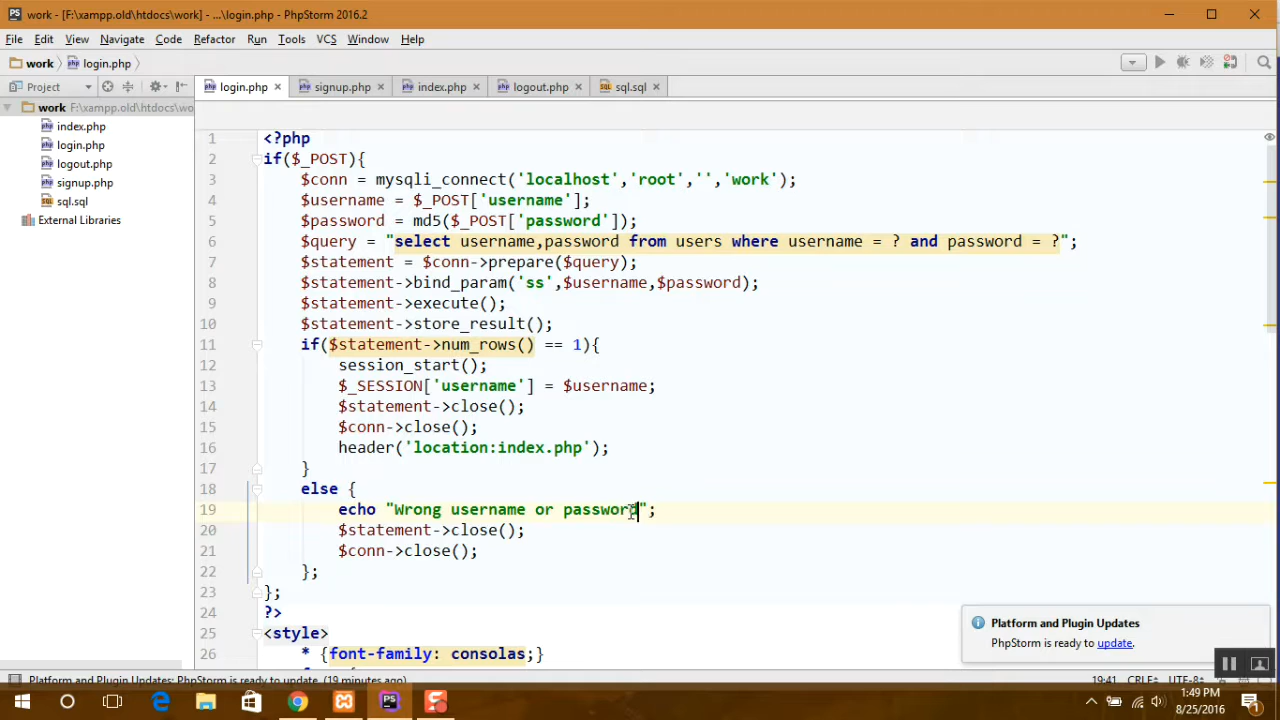 PS work - [F:\xampp.old\htdocs\work] - ...\login.php - PhpStorm 2016.2
File Edit View Navigate Code Refactor Run Tools VCS Window Help
work login.php
Project
login.php signup.php index.php logout.php sql.sql
work F:\xampp.old\htdocs\wo
index.php
login.php
logout.php
signup.php
sql.sql
External Libraries
1 <?php
2 if($_POST){
3 $conn = mysqli_connect('localhost','root','','work');
4 $username = $_POST['username'];
5 $password = md5($_POST['password']);
6 $query = "select username,password from users where username = ? and password = ?";
7 $statement = $conn->prepare($query);
8 $statement->bind_param('ss',$username,$password);
9 $statement->execute();
10 $statement->store_result();
11 if($statement->num_rows() == 1){
12 session_start();
13 $_SESSION['username'] = $username;
14 $statement->close();
15 $conn->close();
16 header('location:index.php');
17 }
18 else {
19 echo "Wrong username or password";
20 $statement->close();
21 $conn->close();
22 };
23 };
24 ?>
25 <style>
26 * {font-family: consolas;}
Platform and Plugin Updates
PhpStorm is ready to update.
Platform and Plugin Updates: PhpStorm is ready to update. (19 minutes ago)
19:41 CRLF UTF-8
1:49 PM
8/25/2016